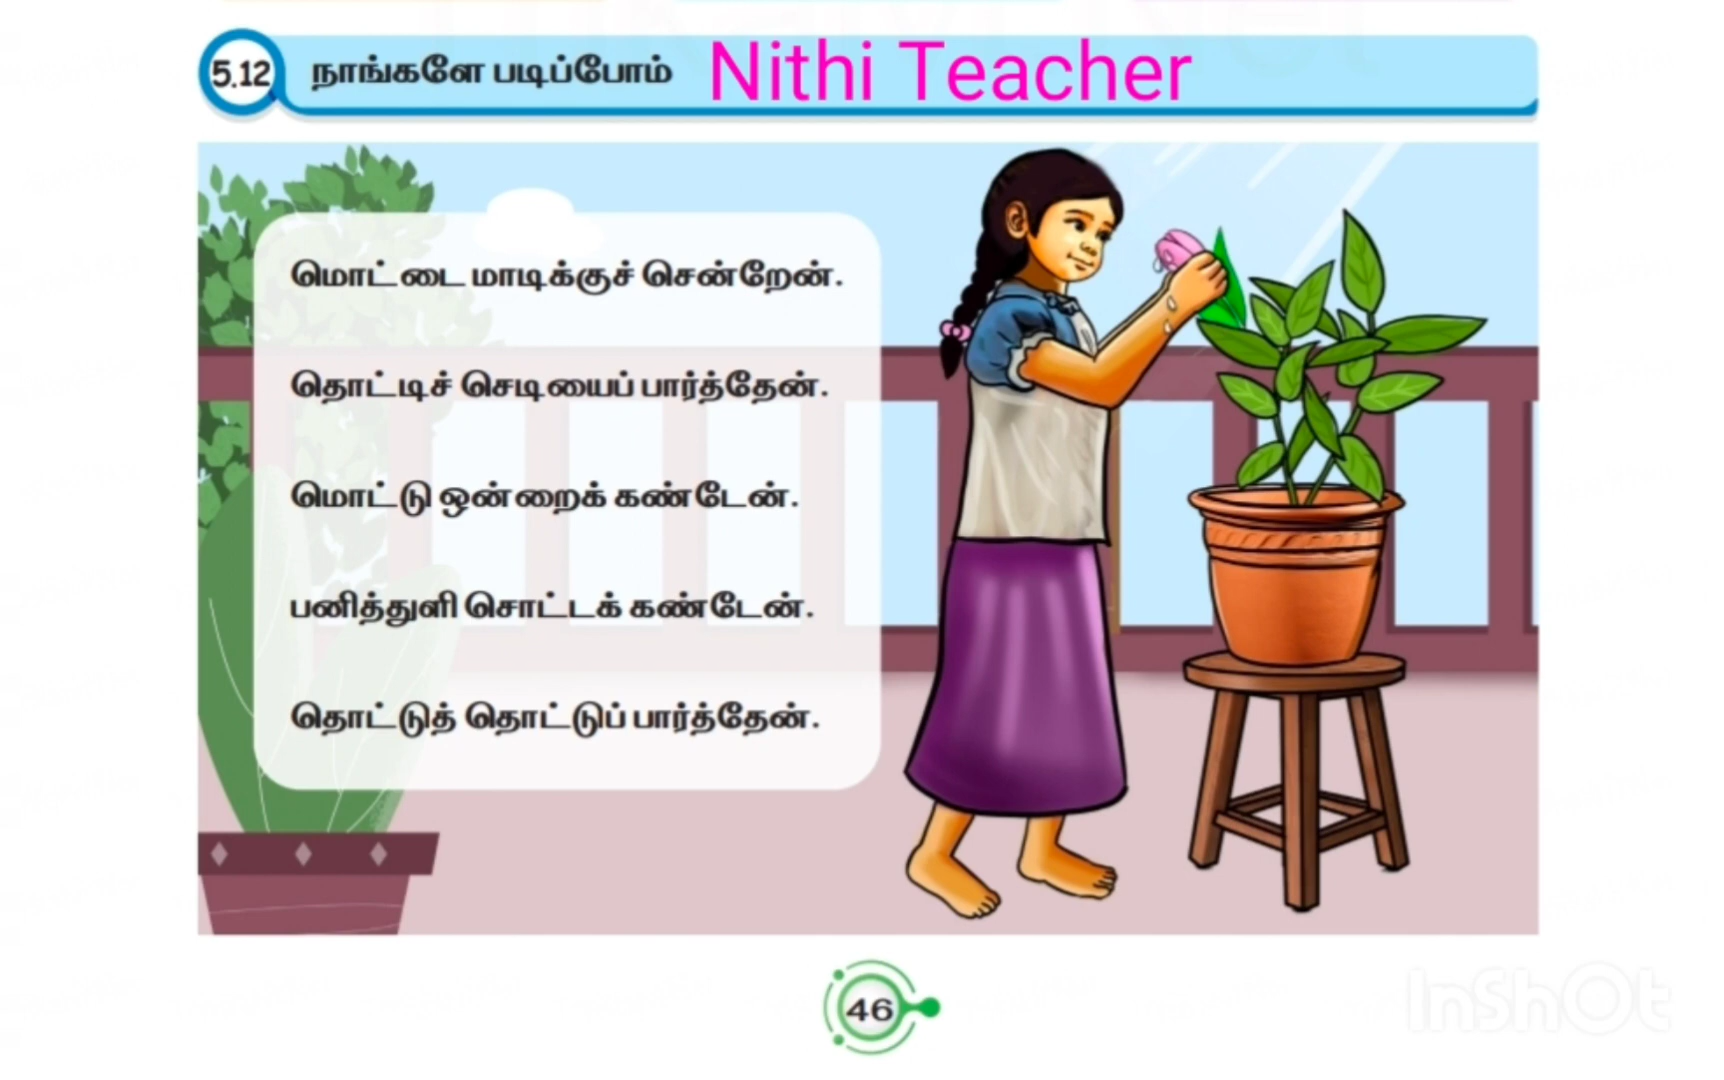 5.12 நாங்களே படிப்போம் Nithi Teacher
மொட்டை மாடிக்குச் சென்றேன்.
தொட்டிச் செடியைப் பார்த்தேன்.
மொட்டு ஒன்றைக் கண்டேன்.
பனித்துளி சொட்டக் கண்டேன்.
தொட்டுத் தொட்டுப் பார்த்தேன்.
46
InShOt